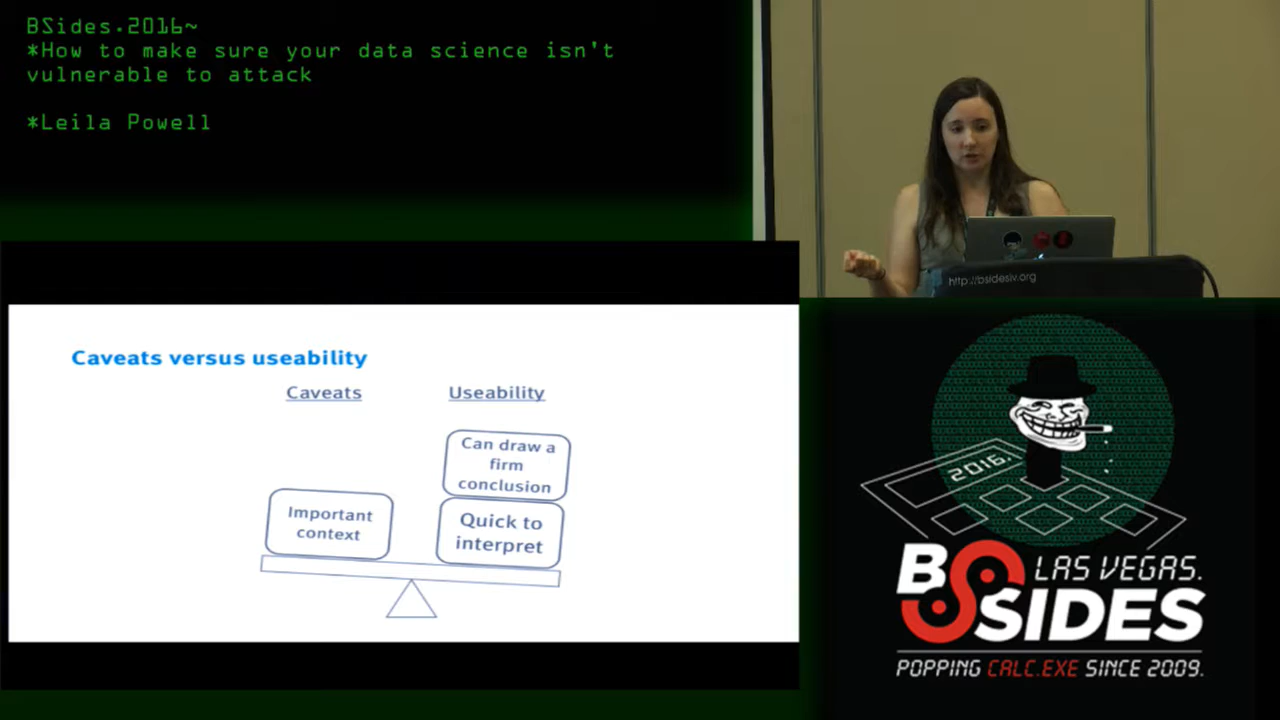 BSides.2016~
*How to make sure your data science isn't
vulnerable to attack
*Leila Powell
http://bsideslv.org
Caveats versus useability
Caveats
Useability
Can draw a
firm
conclusion
Important
context
Quick to
interpret
2016.
BSIDES
LAS VEGAS.
POPPING CALC.EXE SINCE 2009.